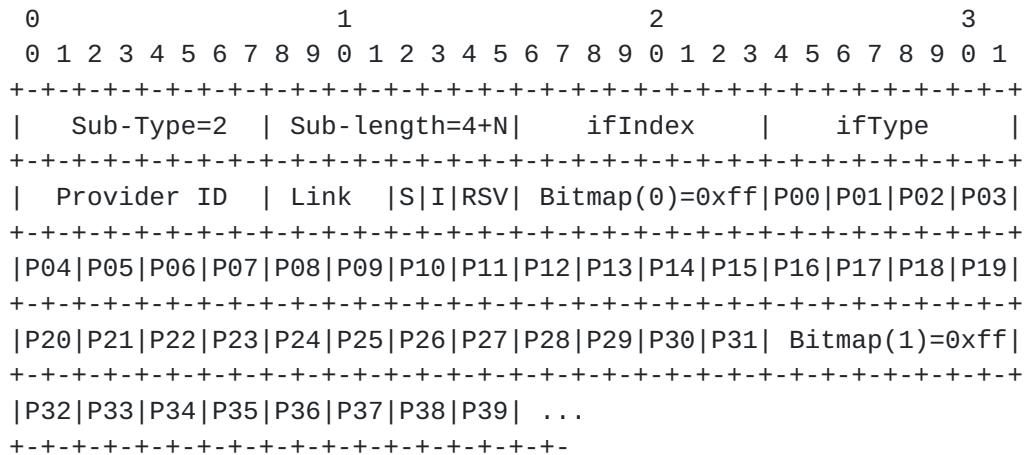 0                   1                   2                   3
 0 1 2 3 4 5 6 7 8 9 0 1 2 3 4 5 6 7 8 9 0 1 2 3 4 5 6 7 8 9 0 1
+-+-+-+-+-+-+-+-+-+-+-+-+-+-+-+-+-+-+-+-+-+-+-+-+-+-+-+-+-+-+-+-+
|   Sub-Type=2  | Sub-length=4+N|    ifIndex    |    ifType     |
+-+-+-+-+-+-+-+-+-+-+-+-+-+-+-+-+-+-+-+-+-+-+-+-+-+-+-+-+-+-+-+-+
|  Provider ID  | Link  |S|I|RSV| Bitmap(0)=0xff|P00|P01|P02|P03|
+-+-+-+-+-+-+-+-+-+-+-+-+-+-+-+-+-+-+-+-+-+-+-+-+-+-+-+-+-+-+-+-+
|P04|P05|P06|P07|P08|P09|P10|P11|P12|P13|P14|P15|P16|P17|P18|P19|
+-+-+-+-+-+-+-+-+-+-+-+-+-+-+-+-+-+-+-+-+-+-+-+-+-+-+-+-+-+-+-+-+
|P20|P21|P22|P23|P24|P25|P26|P27|P28|P29|P30|P31| Bitmap(1)=0xff|
+-+-+-+-+-+-+-+-+-+-+-+-+-+-+-+-+-+-+-+-+-+-+-+-+-+-+-+-+-+-+-+-+
|P32|P33|P34|P35|P36|P37|P38|P39| ...
+-+-+-+-+-+-+-+-+-+-+-+-+-+-+-+-+-+-